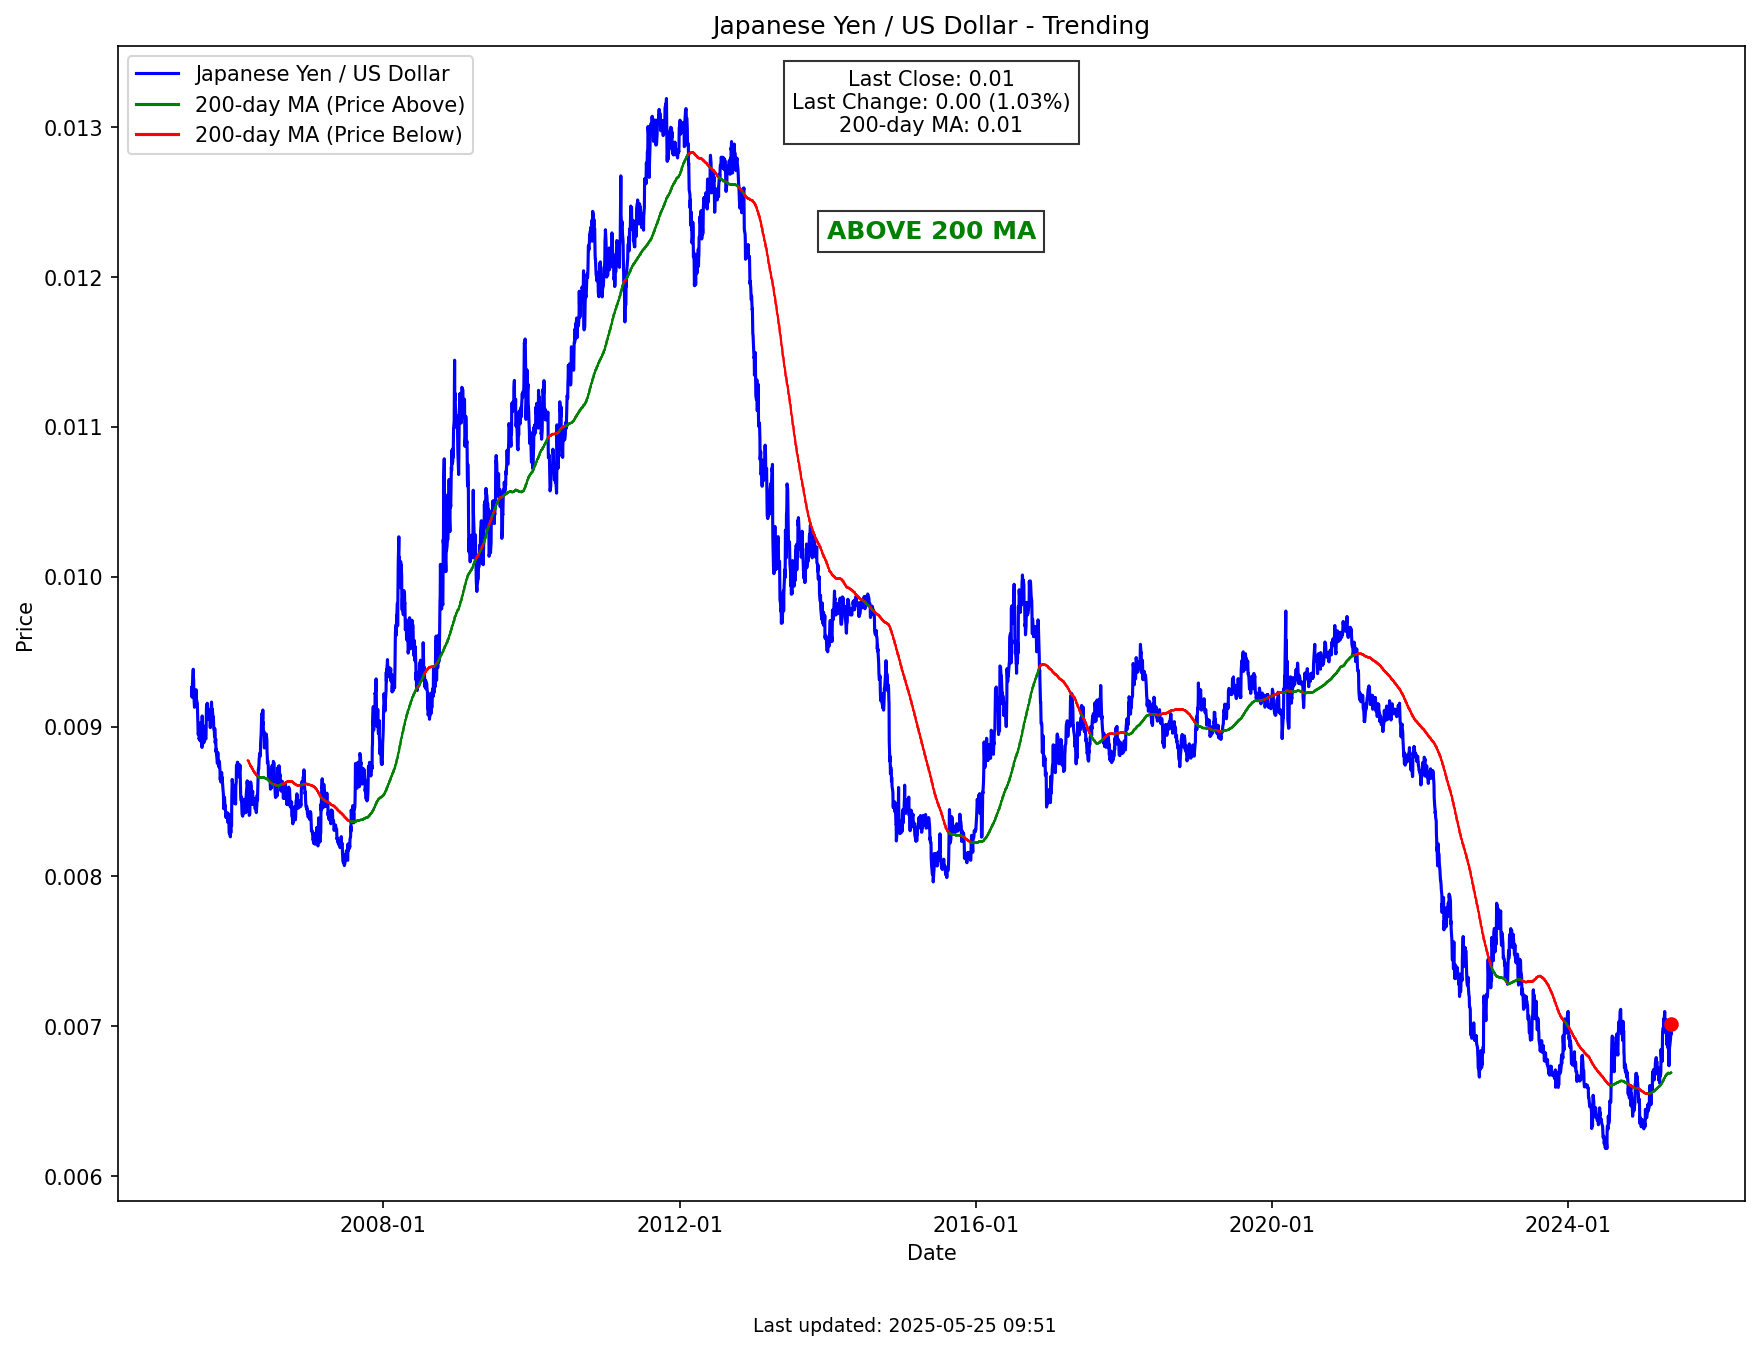 Japanese Yen / US Dollar - Trending
Japanese Yen / US Dollar
200-day MA (Price Above)
200-day MA (Price Below)
Last Close: 0.01
Last Change: 0.00 (1.03%)
200-day MA: 0.01
ABOVE 200 MA
Price
0.013
0.012
0.011
0.010
0.009
0.008
0.007
0.006
2008-01
2012-01
2016-01
2020-01
2024-01
Date
Last updated: 2025-05-25 09:51